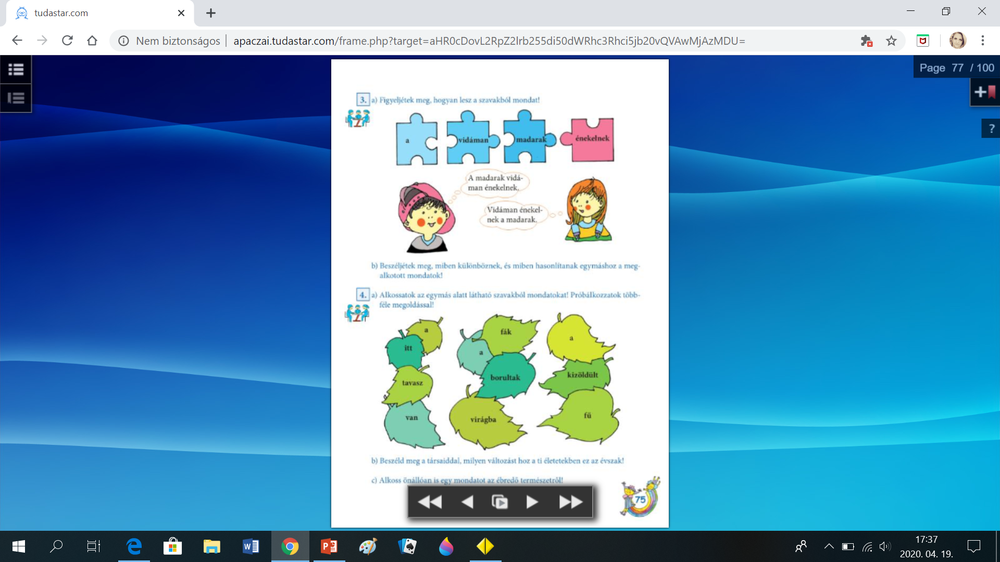 tudastar.com
Nem biztonságos
apaczai.tudastar.com/frame.php?target=aHR0cDovL2RpZ2lrb255di50dWRhc3Rhci5jb20vQVAwMjAzMDU=
Page 77 / 100
?
3. a) Figyeljétek meg, hogyan lesz a szavakból mondat!
a vidáman madarak énekelnek
A madarak vidá-
man énekelnek.
Vidáman énekel-
nek a madarak.
b) Beszéljétek meg, miben különböznek, és miben hasonlítanak egymáshoz a meg-
alkotott mondatok!
4. a) Alkossatok az egymás alatt látható szavakból mondatokat! Próbálkozzatok több-
féle megoldással!
a
itt
tavasz
van
fák
a
borultak
virágba
a
kizöldült
fű
b) Beszéld meg a társaiddal, milyen változást hoz a ti életetekben ez az évszak!
c) Alkoss önállóan is egy mondatot az ébredő természetről!
75
17:37
2020. 04. 19.